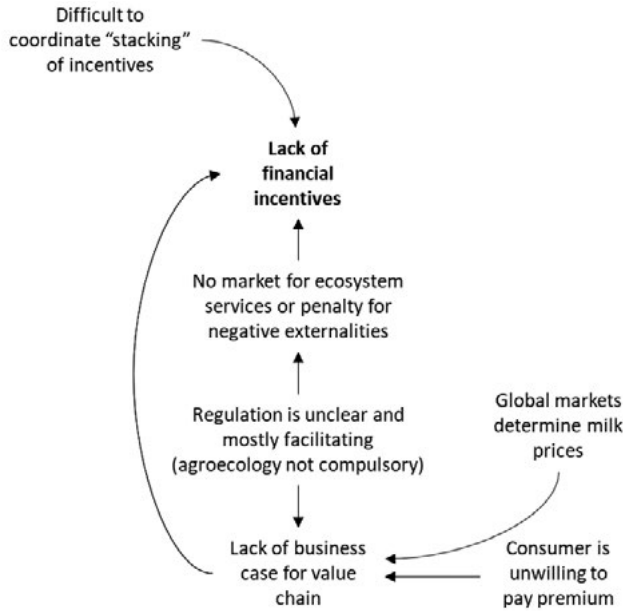 Difficult to
coordinate “stacking”
of incentives
Lack of
financial
incentives
No market for ecosystem
services or penalty for
negative externalities
Regulation is unclear and
mostly facilitating
(agroecology not compulsory)
Global markets
determine milk
prices
Lack of business
case for value
chain
Consumer is
unwilling to
pay premium